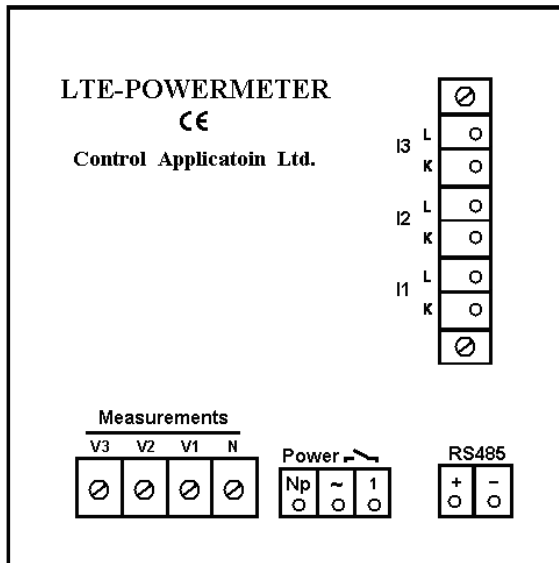 LTE-POWERMETER
CE
Control Applicatoin Ltd.
I3 L
K
I2 L
K
I1 L
K
Measurements
V3 V2 V1 N
Power
Np ~ 1
RS485
+ −